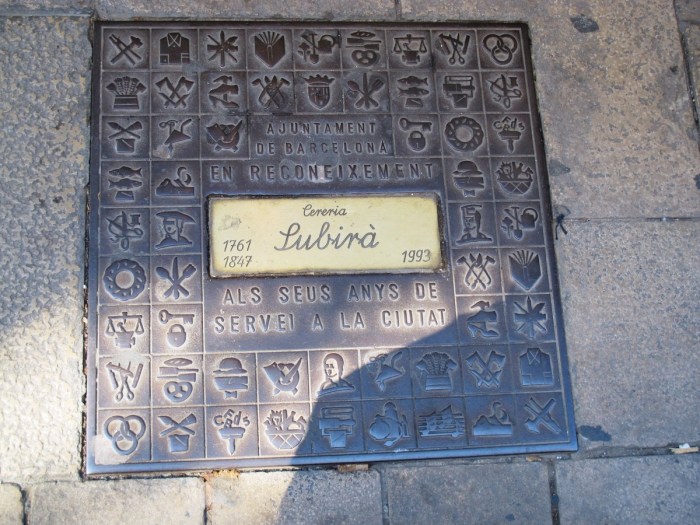 AJUNTAMENT
DE BARCELONA
EN RECONEIXEMENT
Cereria
1761 Subirà
1847 1993
ALS SEUS ANYS DE
SERVEI A LA CIUTAT